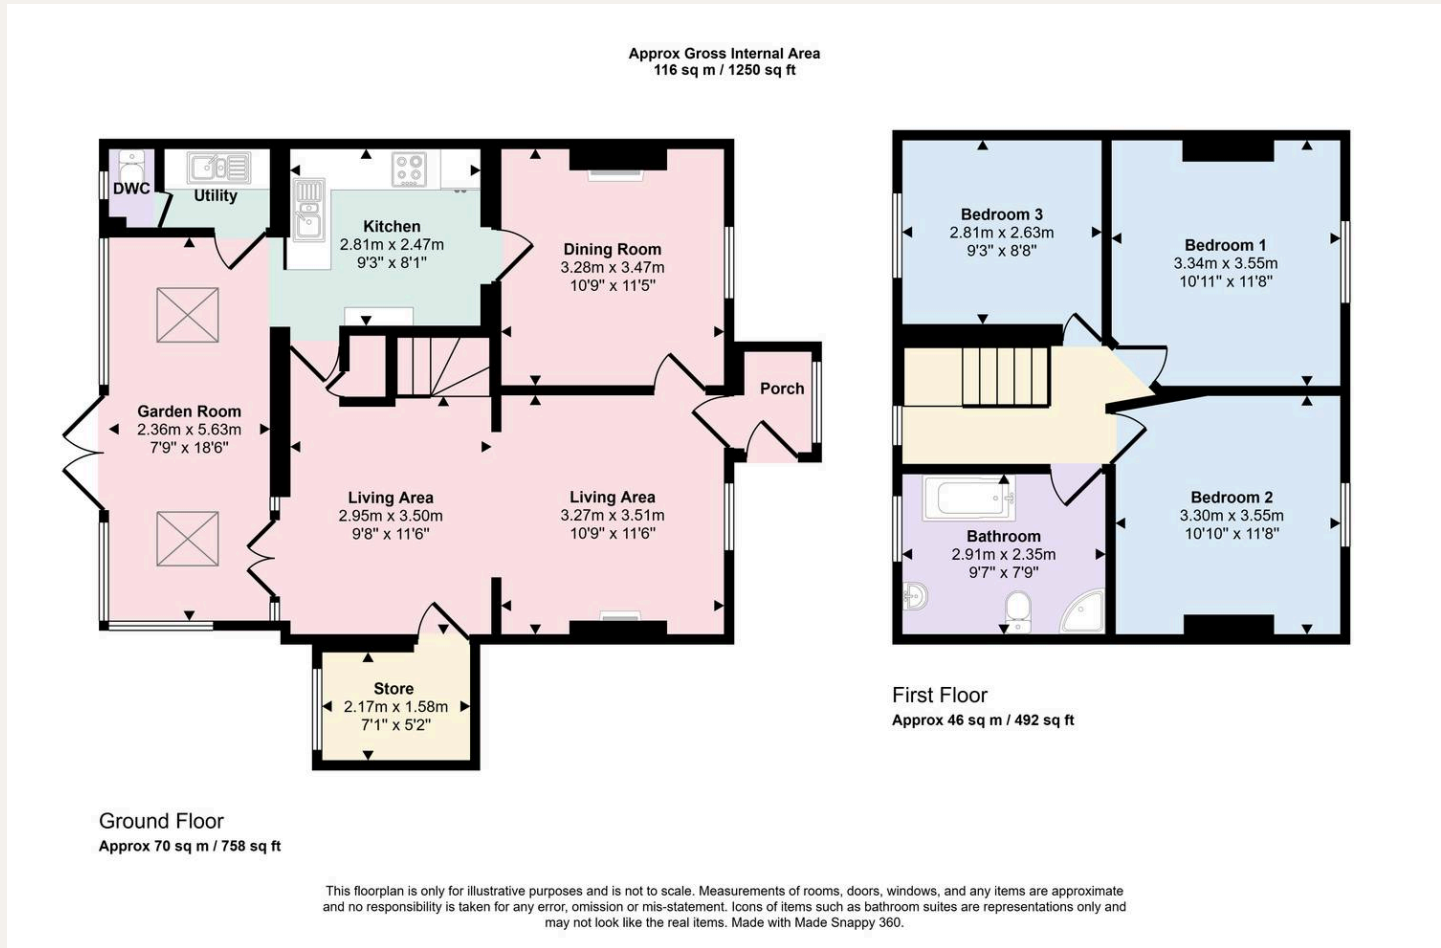 Approx Gross Internal Area
116 sq m / 1250 sq ft
DWC
Utility
Kitchen
2.81m x 2.47m
9'3" x 8'1"
Dining Room
3.28m x 3.47m
10'9" x 11'5"
Porch
Garden Room
2.36m x 5.63m
7'9" x 18'6"
Living Area
2.95m x 3.50m
9'8" x 11'6"
Living Area
3.27m x 3.51m
10'9" x 11'6"
Store
2.17m x 1.58m
7'1" x 5'2"
Ground Floor
Approx 70 sq m / 758 sq ft
Bedroom 3
2.81m x 2.63m
9'3" x 8'8"
Bedroom 1
3.34m x 3.55m
10'11" x 11'8"
Bathroom
2.91m x 2.35m
9'7" x 7'9"
Bedroom 2
3.30m x 3.55m
10'10" x 11'8"
First Floor
Approx 46 sq m / 492 sq ft
This floorplan is only for illustrative purposes and is not to scale. Measurements of rooms, doors, windows, and any items are approximate
and no responsibility is taken for any error, omission or mis-statement. Icons of items such as bathroom suites are representations only and
may not look like the real items. Made with Made Snappy 360.